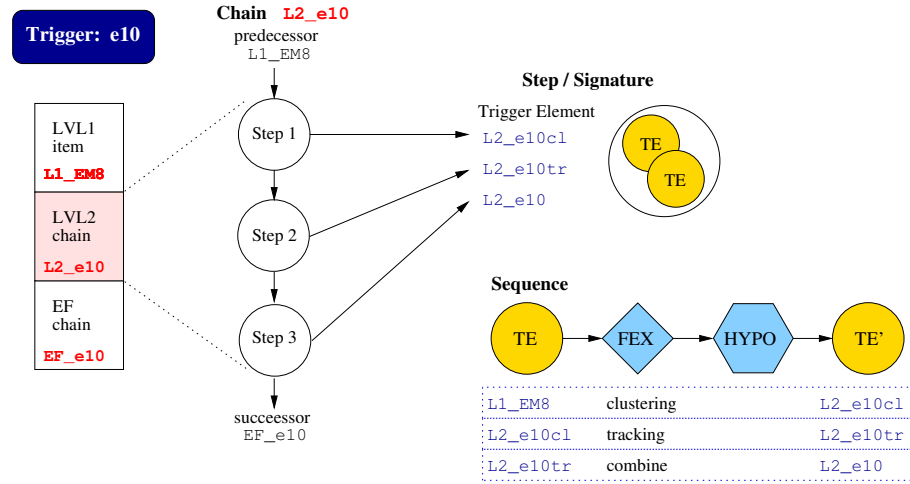 Trigger: e10
Chain L2_e10
predecessor
L1_EM8
LVL1
item
L1_EM8
LVL2
chain
L2_e10
EF
chain
EF_e10
Step 1
Step 2
Step 3
succeessor
EF_e10
Step / Signature
Trigger Element
L2_e10cl
L2_e10tr
L2_e10
TE
TE
Sequence
TE FEX HYPO TE'
L1_EM8 clustering L2_e10cl
L2_e10cl tracking L2_e10tr
L2_e10tr combine L2_e10